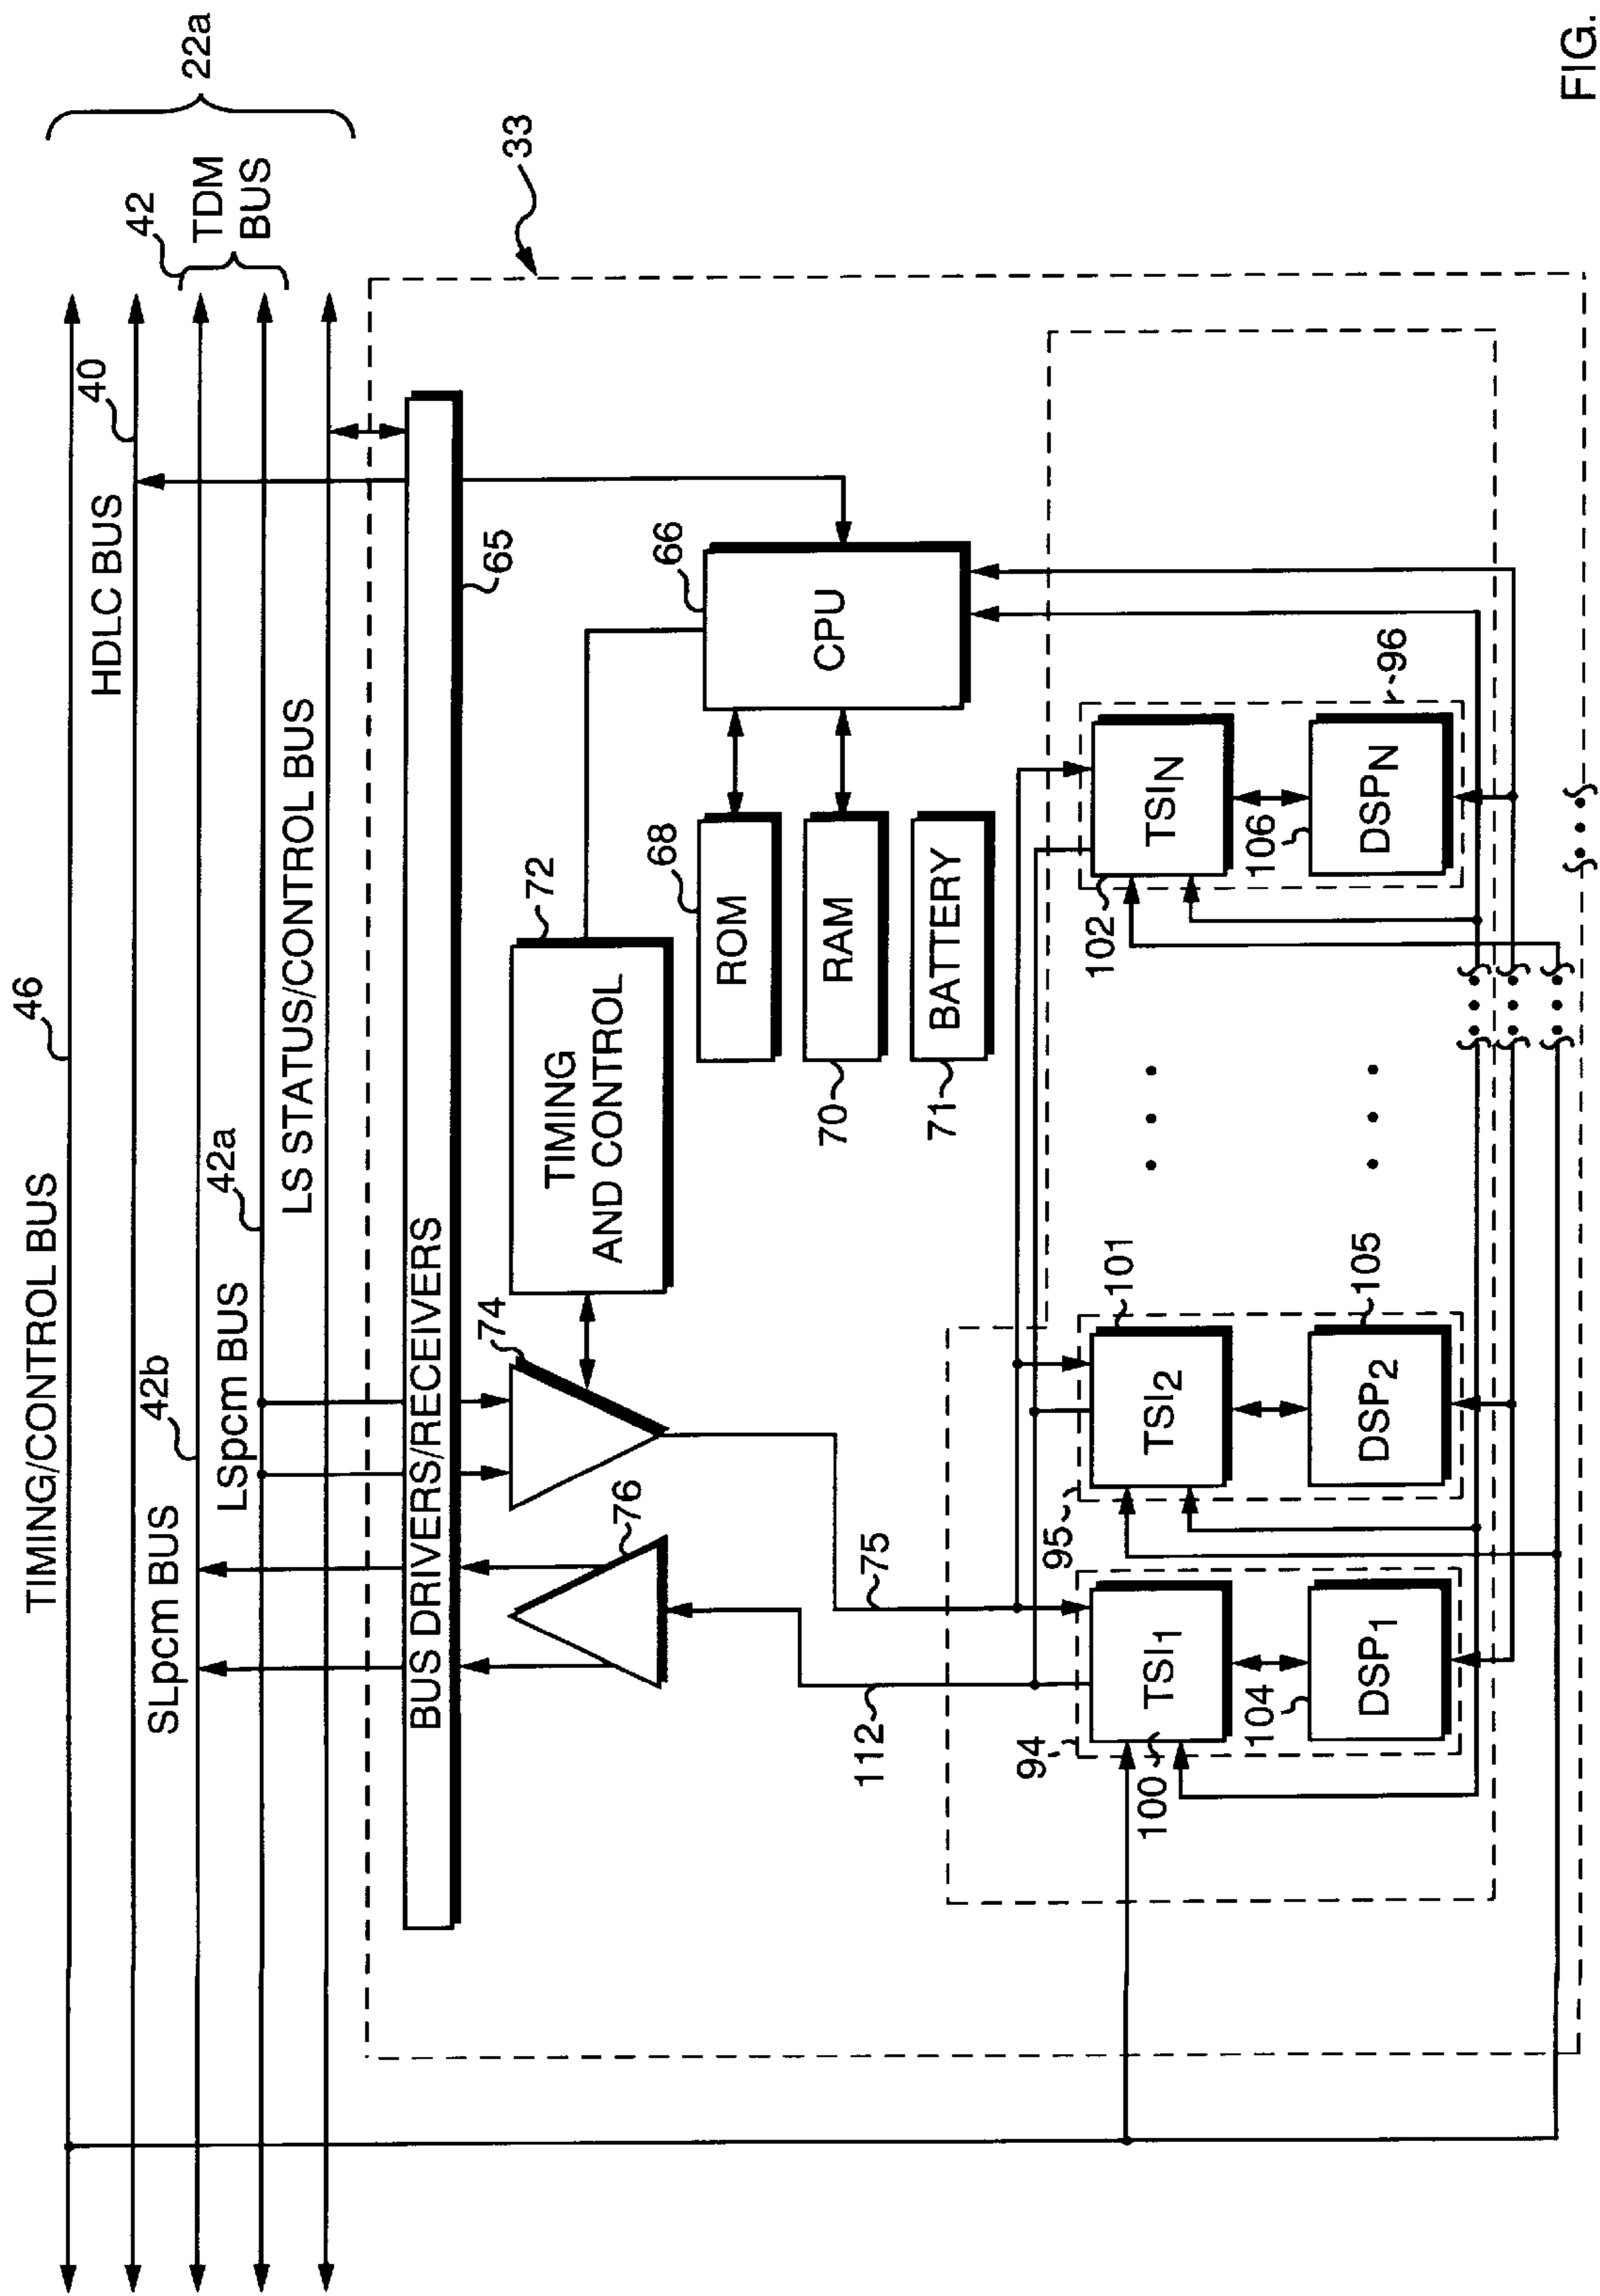 TIMING/CONTROL BUS
46
HDLC BUS
40
SLpcm BUS
42b
LSpcm BUS
42a
42
TDM
BUS
22a
LS STATUS/CONTROL BUS
33
BUS DRIVERS/RECEIVERS
65
76
74
TIMING
AND CONTROL
72
CPU
66
ROM
68
RAM
70
BATTERY
71
112
75
94
100
TSI1
104
DSP1
95
TSI2
101
DSP2
105
102
TSIN
106
DSPN
96
FIG.